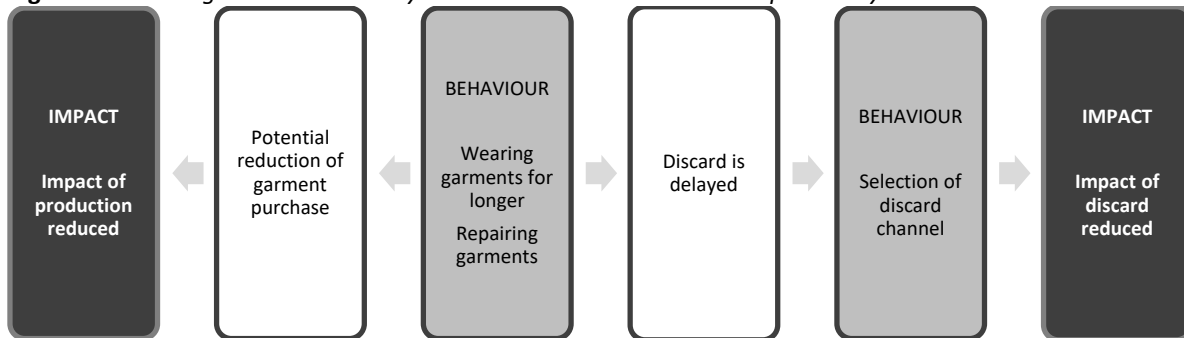 IMPACT
Impact of
production
reduced
Potential
reduction of
garment
purchase
BEHAVIOUR
Wearing
garments for
longer
Repairing
garments
Discard is
delayed
BEHAVIOUR
Selection of
discard
channel
IMPACT
Impact of
discard
reduced